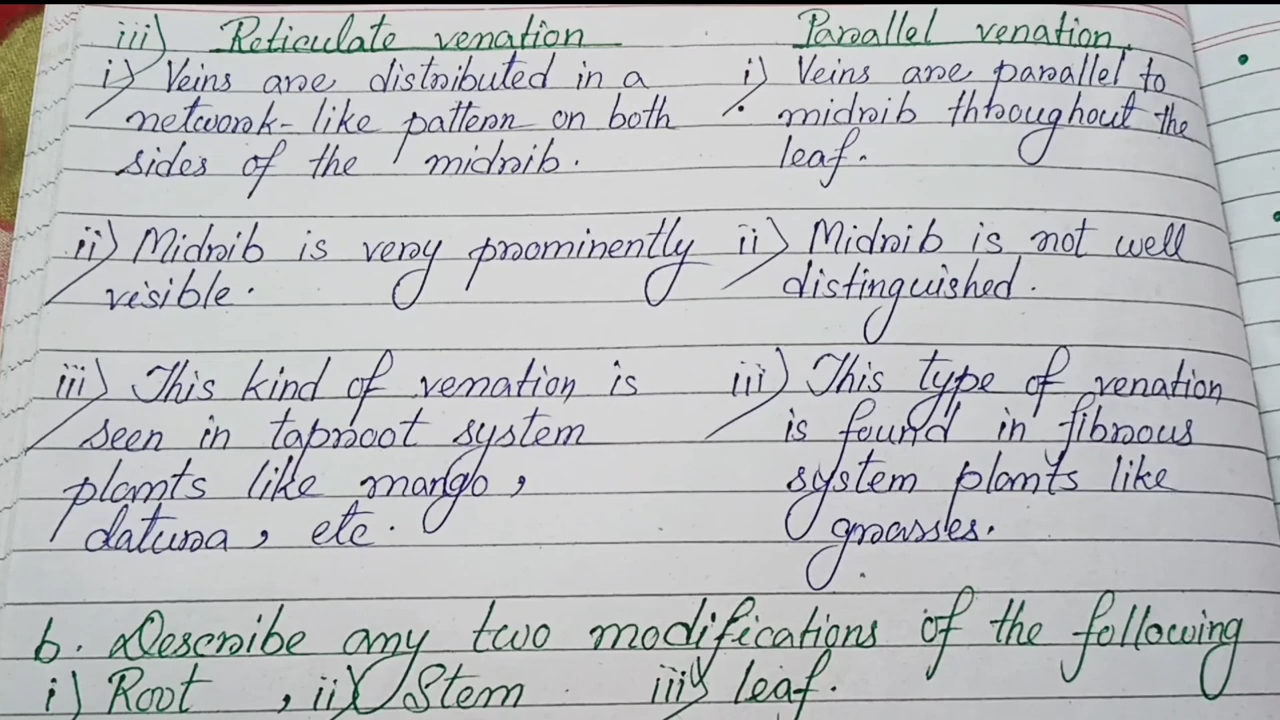 iii) Reticulate venation
i) Veins are distributed in a
network-like pattern on both
sides of the midrib.
ii) Midrib is very prominently
visible.
iii) This kind of venation is
seen in taproot system
plants like mango,
datura, etc.
Parallel venation
i) Veins are parallel to
midrib throughout the
leaf.
ii) Midrib is not well
distinguished.
iii) This type of venation
is found in fibrous
system plants like
grasses.
6. Describe any two modifications of the following
i) Root , ii) Stem iii) leaf.